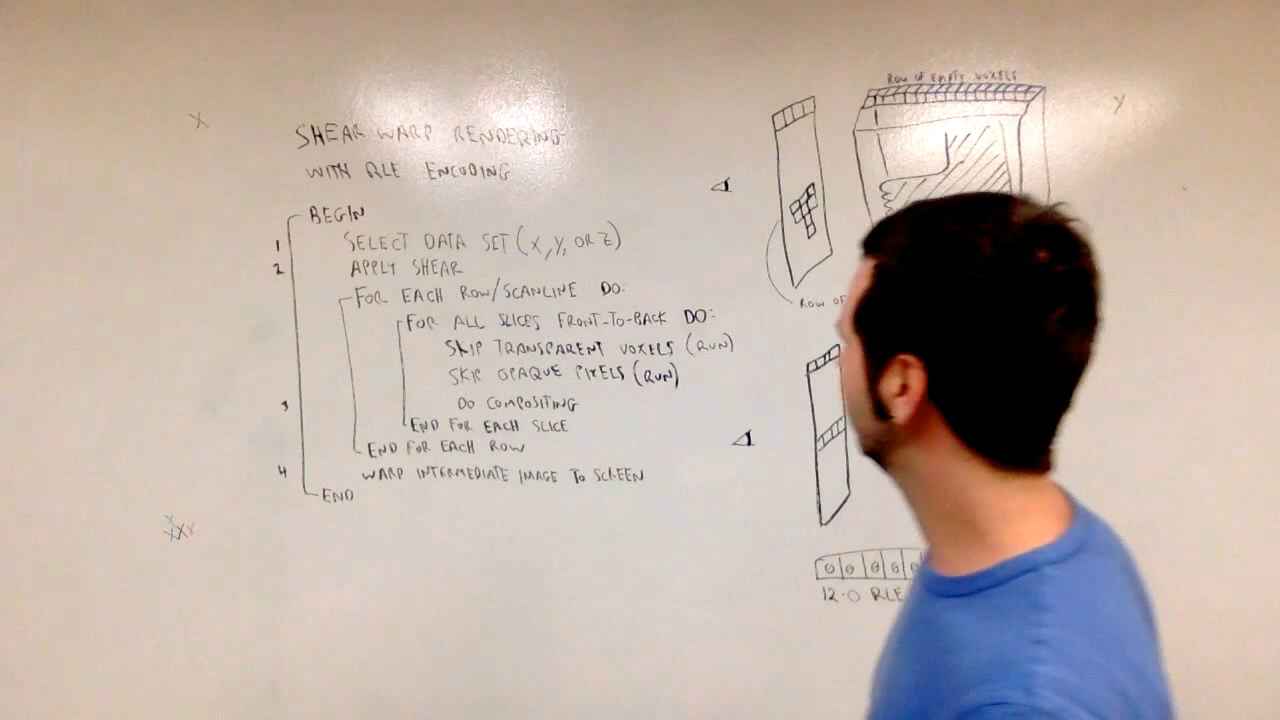 ROW OF EMPTY VOXELS
X
Y
SHEAR WARP RENDERING
WITH RLE ENCODING
BEGIN
1 SELECT DATA SET (X, Y, OR Z)
2 APPLY SHEAR
FOR EACH ROW/SCANLINE DO:
ROW OF
FOR ALL SLICES FRONT-TO-BACK DO:
SKIP TRANSPARENT VOXELS (RUN)
SKIP OPAQUE PIXELS (RUN)
3 DO COMPOSITING
END FOR EACH SLICE
END FOR EACH ROW
4 WARP INTERMEDIATE IMAGE TO SCREEN
END
XXX
0 0 0 0 0
12·0 RLE